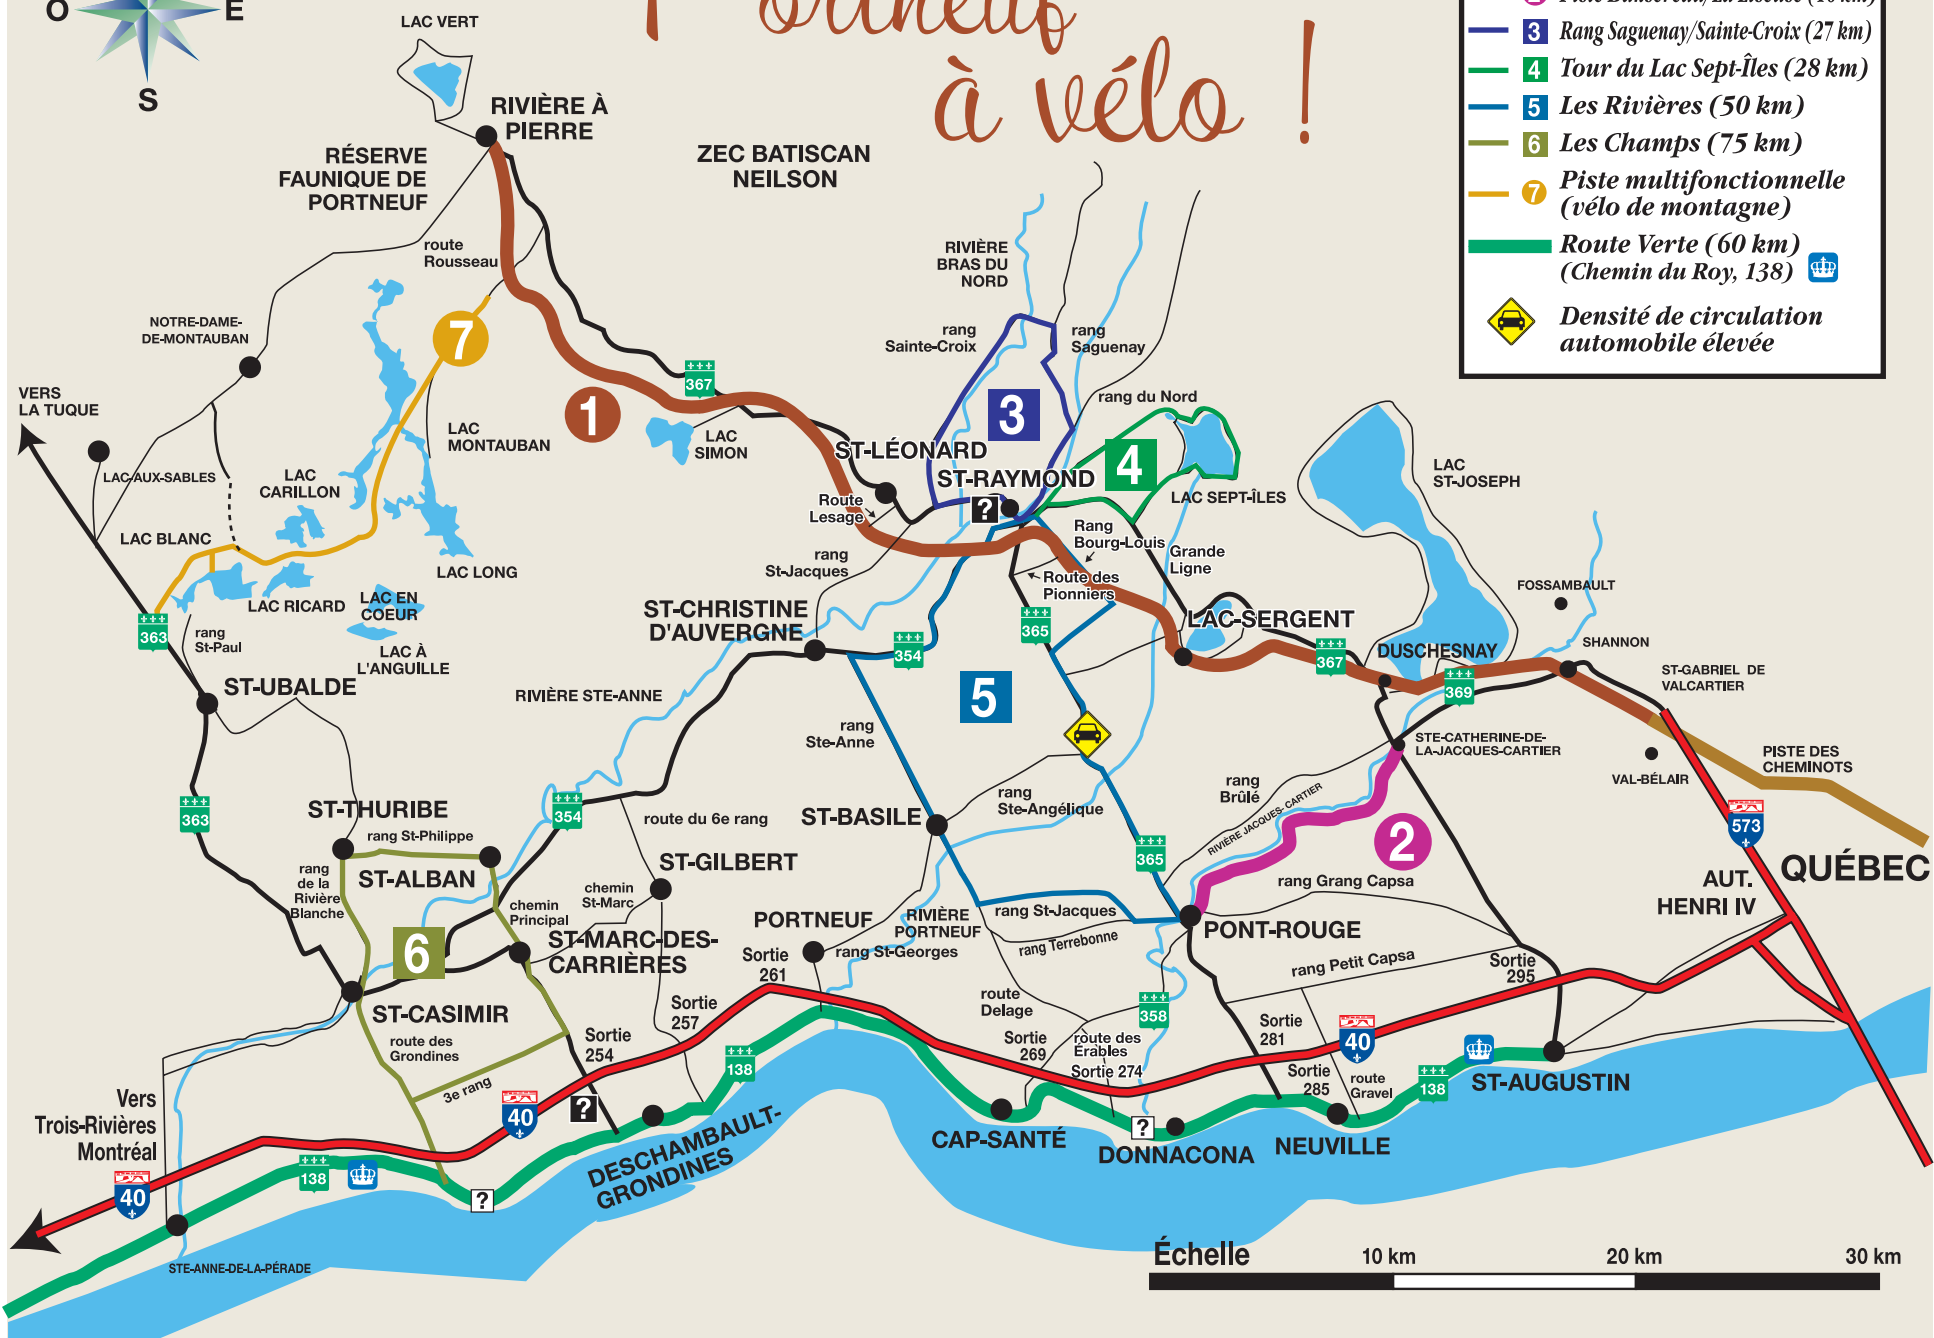 O
E
S
Portneuf
à vélo !
3 Rang Saguenay/Sainte-Croix (27 km)
4 Tour du Lac Sept-Îles (28 km)
5 Les Rivières (50 km)
6 Les Champs (75 km)
7 Piste multifonctionnelle
(vélo de montagne)
Route Verte (60 km)
(Chemin du Roy, 138)
Densité de circulation
automobile élevée
LAC VERT
RIVIÈRE À
PIERRE
RÉSERVE
FAUNIQUE DE
PORTNEUF
ZEC BATISCAN
NEILSON
route
Rousseau
RIVIÈRE
BRAS DU
NORD
NOTRE-DAME-
DE-MONTAUBAN
7
rang
Sainte-Croix
rang
Saguenay
367
VERS
LA TUQUE
1
3
rang du Nord
LAC
MONTAUBAN
LAC
SIMON
ST-LÉONARD
4
LAC
ST-JOSEPH
LAC-AUX-SABLES
LAC
CARILLON
ST-RAYMOND
?
LAC SEPT-ÎLES
Route
Lesage
LAC BLANC
Rang
Bourg-Louis
Grande
Ligne
rang
St-Jacques
LAC LONG
Route des
Pionniers
FOSSAMBAULT
LAC RICARD
LAC EN
COEUR
ST-CHRISTINE
D'AUVERGNE
363
rang
St-Paul
354
365
LAC-SERGENT
367
DUSCHESNAY
SHANNON
LAC À
L'ANGUILLE
ST-GABRIEL DE
VALCARTIER
ST-UBALDE
RIVIÈRE STE-ANNE
5
369
rang
Ste-Anne
STE-CATHERINE-DE-
LA-JACQUES-CARTIER
PISTE DES
CHEMINOTS
VAL-BÉLAIR
rang
Brûlé
RIVIÈRE JACQUES-CARTIER
rang
Ste-Angélique
363
ST-THURIBE
354
route du 6e rang
ST-BASILE
573
rang St-Philippe
2
365
ST-GILBERT
QUÉBEC
rang
de la
Rivière
Blanche
ST-ALBAN
chemin
St-Marc
rang Grang Capsa
AUT.
HENRI IV
chemin
Principal
PORTNEUF
RIVIÈRE
PORTNEUF
rang St-Jacques
PONT-ROUGE
6
ST-MARC-DES-
CARRIÈRES
rang St-Georges
rang Terrebonne
Sortie
261
rang Petit Capsa
Sortie
295
ST-CASIMIR
Sortie
257
route
Delage
358
route des
Grondines
Sortie
254
Sortie
269
route des
Érables
Sortie 274
Sortie
281
40
138
3e rang
Sortie
285
route
Gravel
138
ST-AUGUSTIN
Vers
Trois-Rivières
Montréal
40
?
DESCHAMBAULT-
GRONDINES
CAP-SANTÉ
?
DONNACONA
NEUVILLE
138
40
?
STE-ANNE-DE-LA-PÉRADE
Échelle
10 km
20 km
30 km